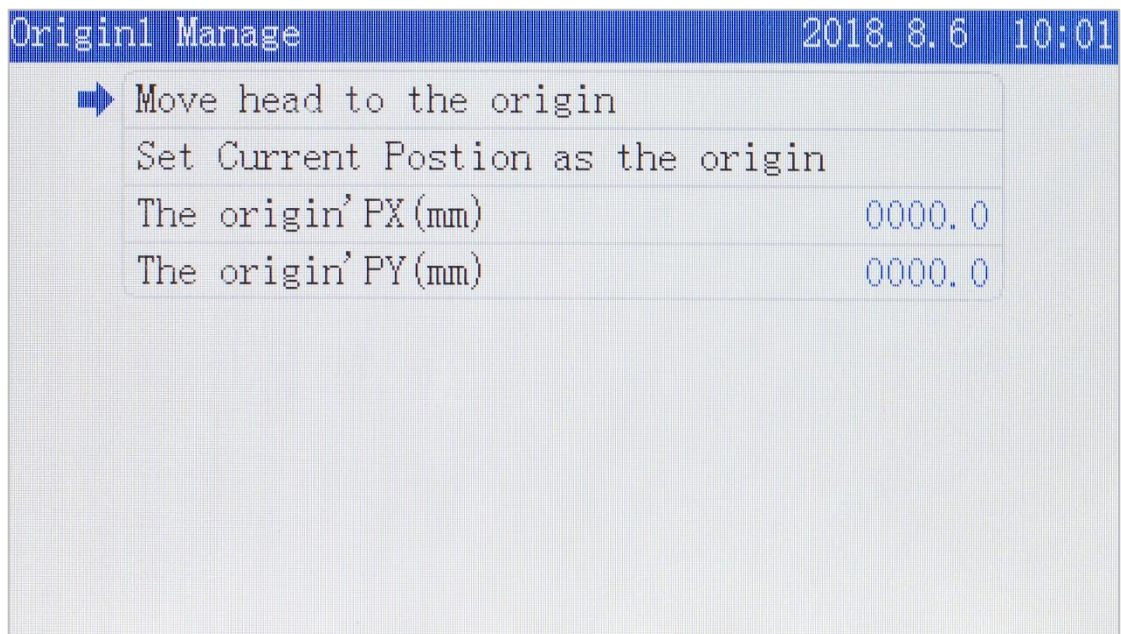 Origin1 Manage 2018.8.6 10:01
Move head to the origin
Set Current Postion as the origin
The origin'PX(mm) 0000.0
The origin'PY(mm) 0000.0